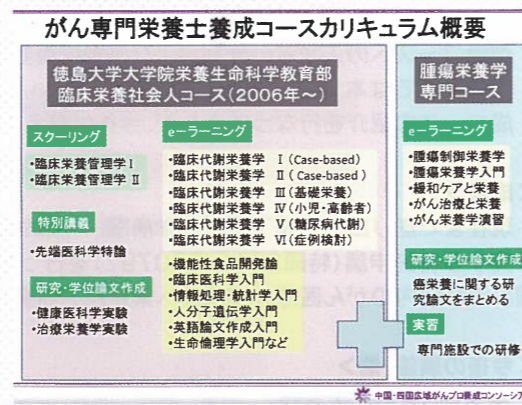 がん専門栄養士養成コースカリキュラム概要
徳島大学大学院栄養生命科学教育部
臨床栄養社会人コース(2006年~)
スクーリング
・臨床栄養管理学Ⅰ
・臨床栄養管理学 Ⅱ
特別講義
・先端医科学特論
研究・学位論文作成
・健康医科学実験
・治療栄養学実験
e-ラーニング
・臨床代謝栄養学 Ⅰ(Case-based)
・臨床代謝栄養学 Ⅱ(Case-based)
・臨床代謝栄養学 Ⅲ(基礎栄養)
・臨床代謝栄養学 Ⅳ(小児・高齢者)
・臨床代謝栄養学 Ⅴ(糖尿病代謝)
・臨床代謝栄養学 Ⅵ(症例検討)
・機能性食品開発論
・臨床医科学入門
・情報処理・統計学入門
・人分子遺伝学入門
・英語論文作成入門
・生命倫理学入門など
腫瘍栄養学
専門コース
e-ラーニング
・腫瘍制御栄養学
・腫瘍栄養学入門
・緩和ケアと栄養
・がん治療と栄養
・がん栄養学演習
研究・学位論文作成
癌栄養に関する研
究論文をまとめる
実習
専門施設での研修
中国・四国広域がんプロ養成コンソーシア